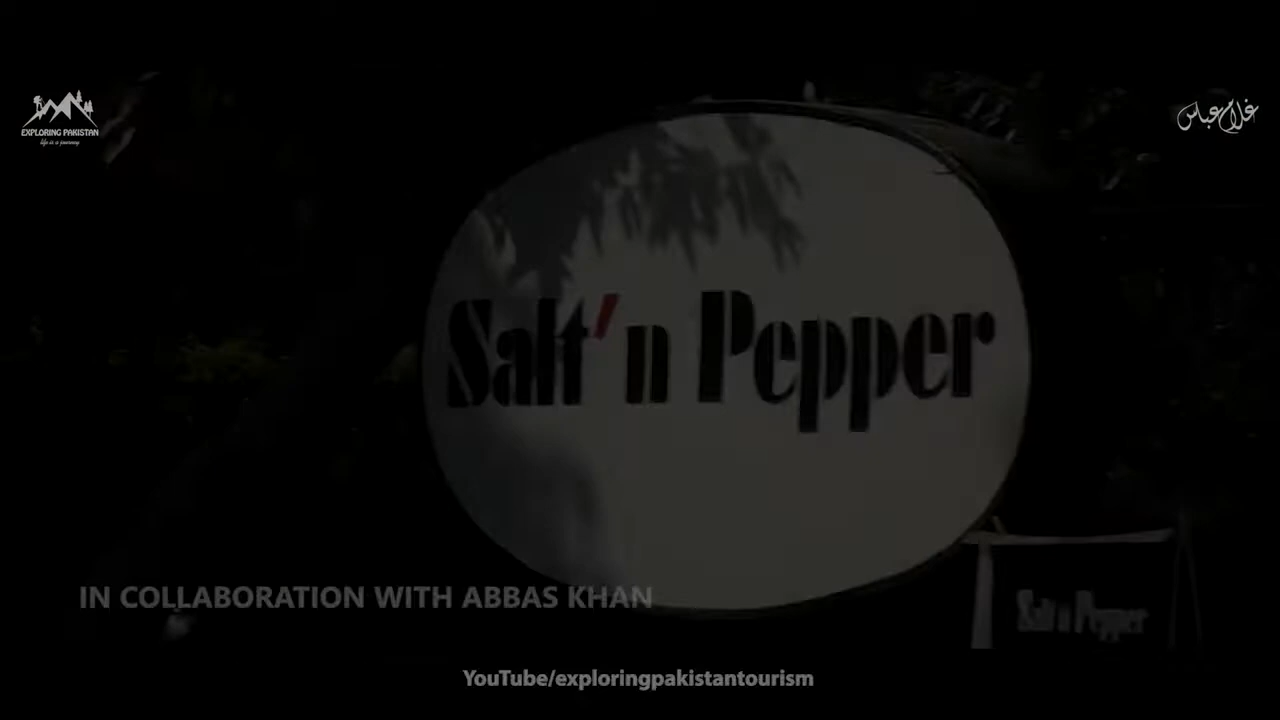 EXPLORING PAKISTAN
life is a journey
غلام عباس
Salt'n Pepper
IN COLLABORATION WITH ABBAS KHAN
Salt'n Pepper
YouTube/exploringpakistantourism